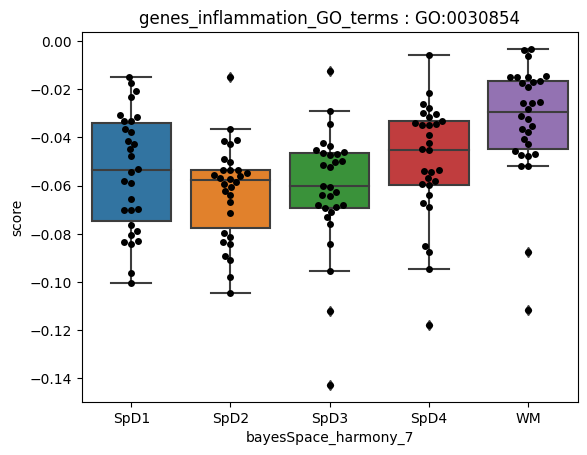 genes_inflammation_GO_terms : GO:0030854
0.00
−0.02
−0.04
−0.06
−0.08
−0.10
−0.12
−0.14
score
SpD1 SpD2 SpD3 SpD4 WM
bayesSpace_harmony_7